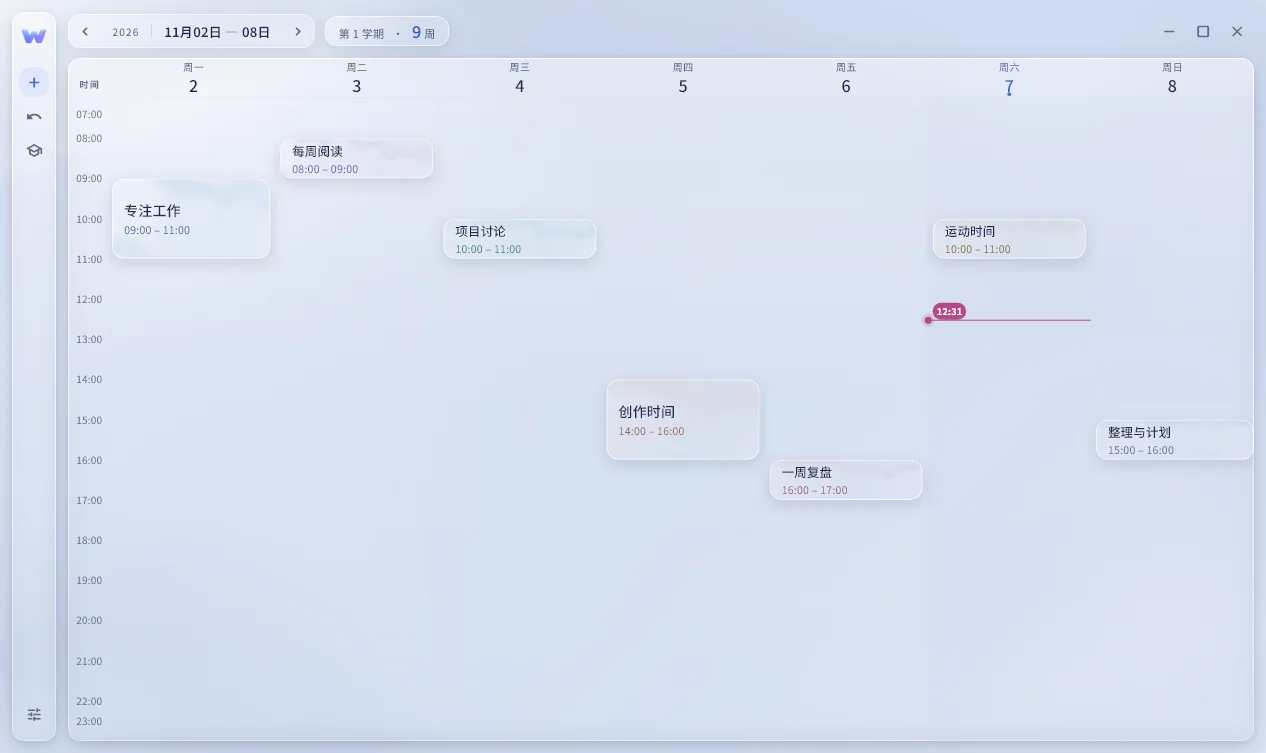 2026 11月02日 — 08日
第 1 学期 · 9 周
时间
周一
2
周二
3
周三
4
周四
5
周五
6
周六
7
周日
8
07:00
08:00
09:00
10:00
11:00
12:00
13:00
14:00
15:00
16:00
17:00
18:00
19:00
20:00
21:00
22:00
23:00
专注工作
09:00 – 11:00
每周阅读
08:00 – 09:00
项目讨论
10:00 – 11:00
创作时间
14:00 – 16:00
一周复盘
16:00 – 17:00
运动时间
10:00 – 11:00
12:31
整理与计划
15:00 – 16:00